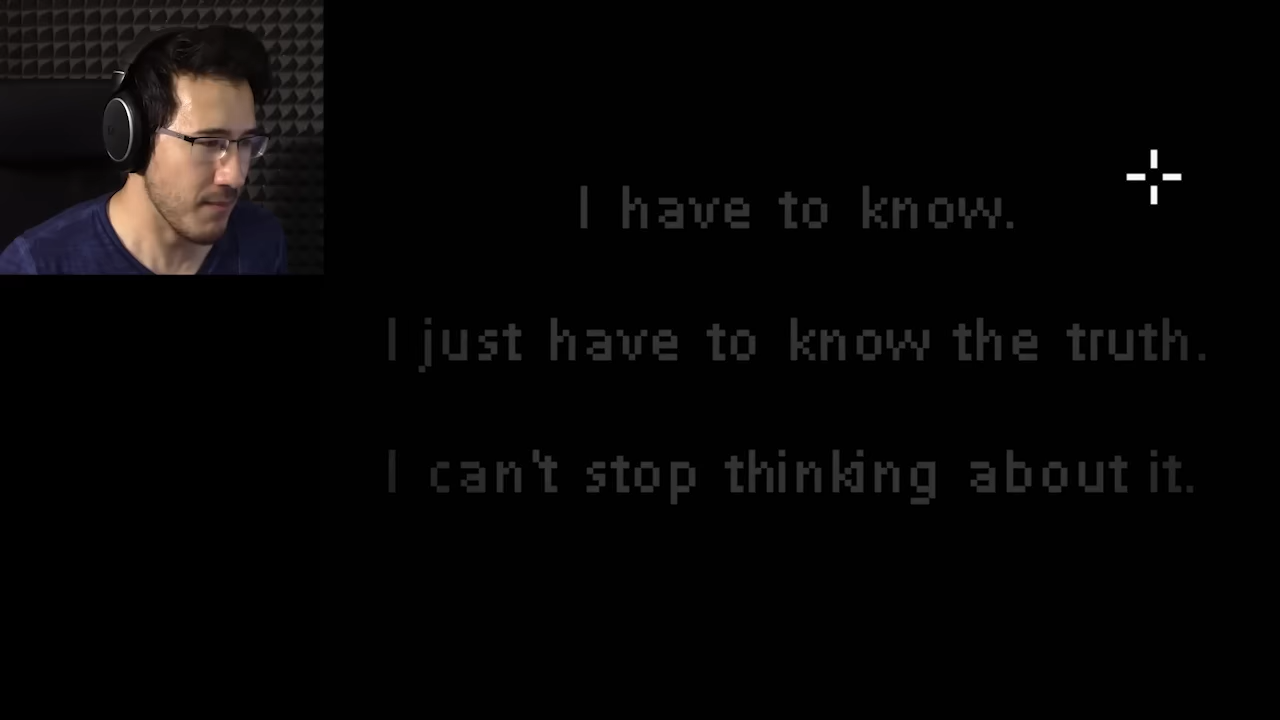 I have to know.
I just have to know the truth.
I can't stop thinking about it.